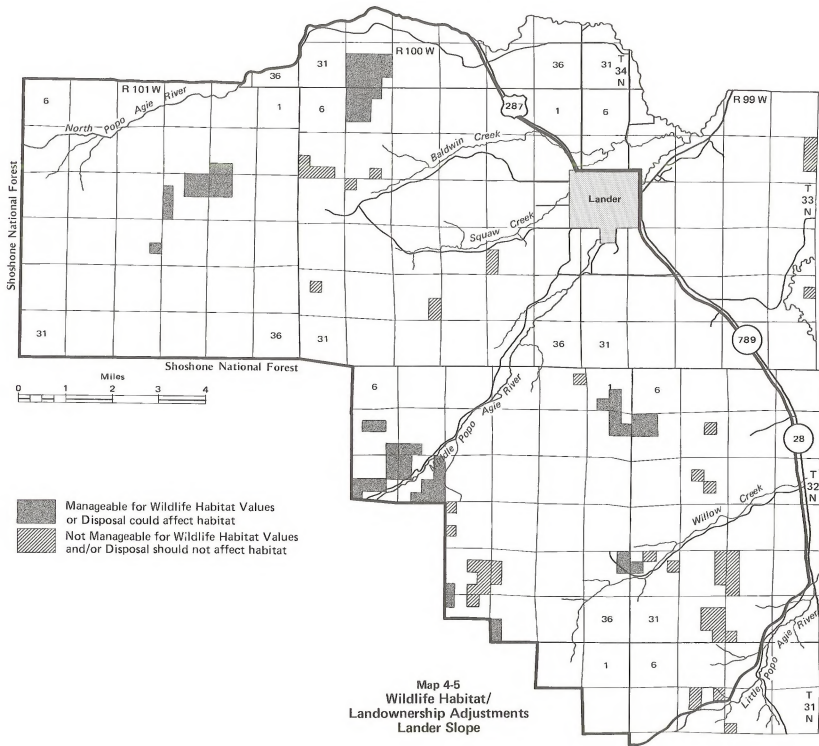 R 100 W
36
31
36
31
T
34
N
R 101 W
287
R 99 W
6
1
6
1
6
North Popo Agie River
Baldwin Creek
Shoshone National Forest
Lander
T
33
N
Squaw Creek
31
36
31
36
31
789
Shoshone National Forest
Miles
0 1 2 3 4
6
1
6
Middle Popo Agie River
28
T
32
N
Willow Creek
Manageable for Wildlife Habitat Values
or Disposal could affect habitat
Not Manageable for Wildlife Habitat Values
and/or Disposal should not affect habitat
36
31
1
6
Little Popo Agie River
T
31
N
Map 4-5
Wildlife Habitat/
Landownership Adjustments
Lander Slope